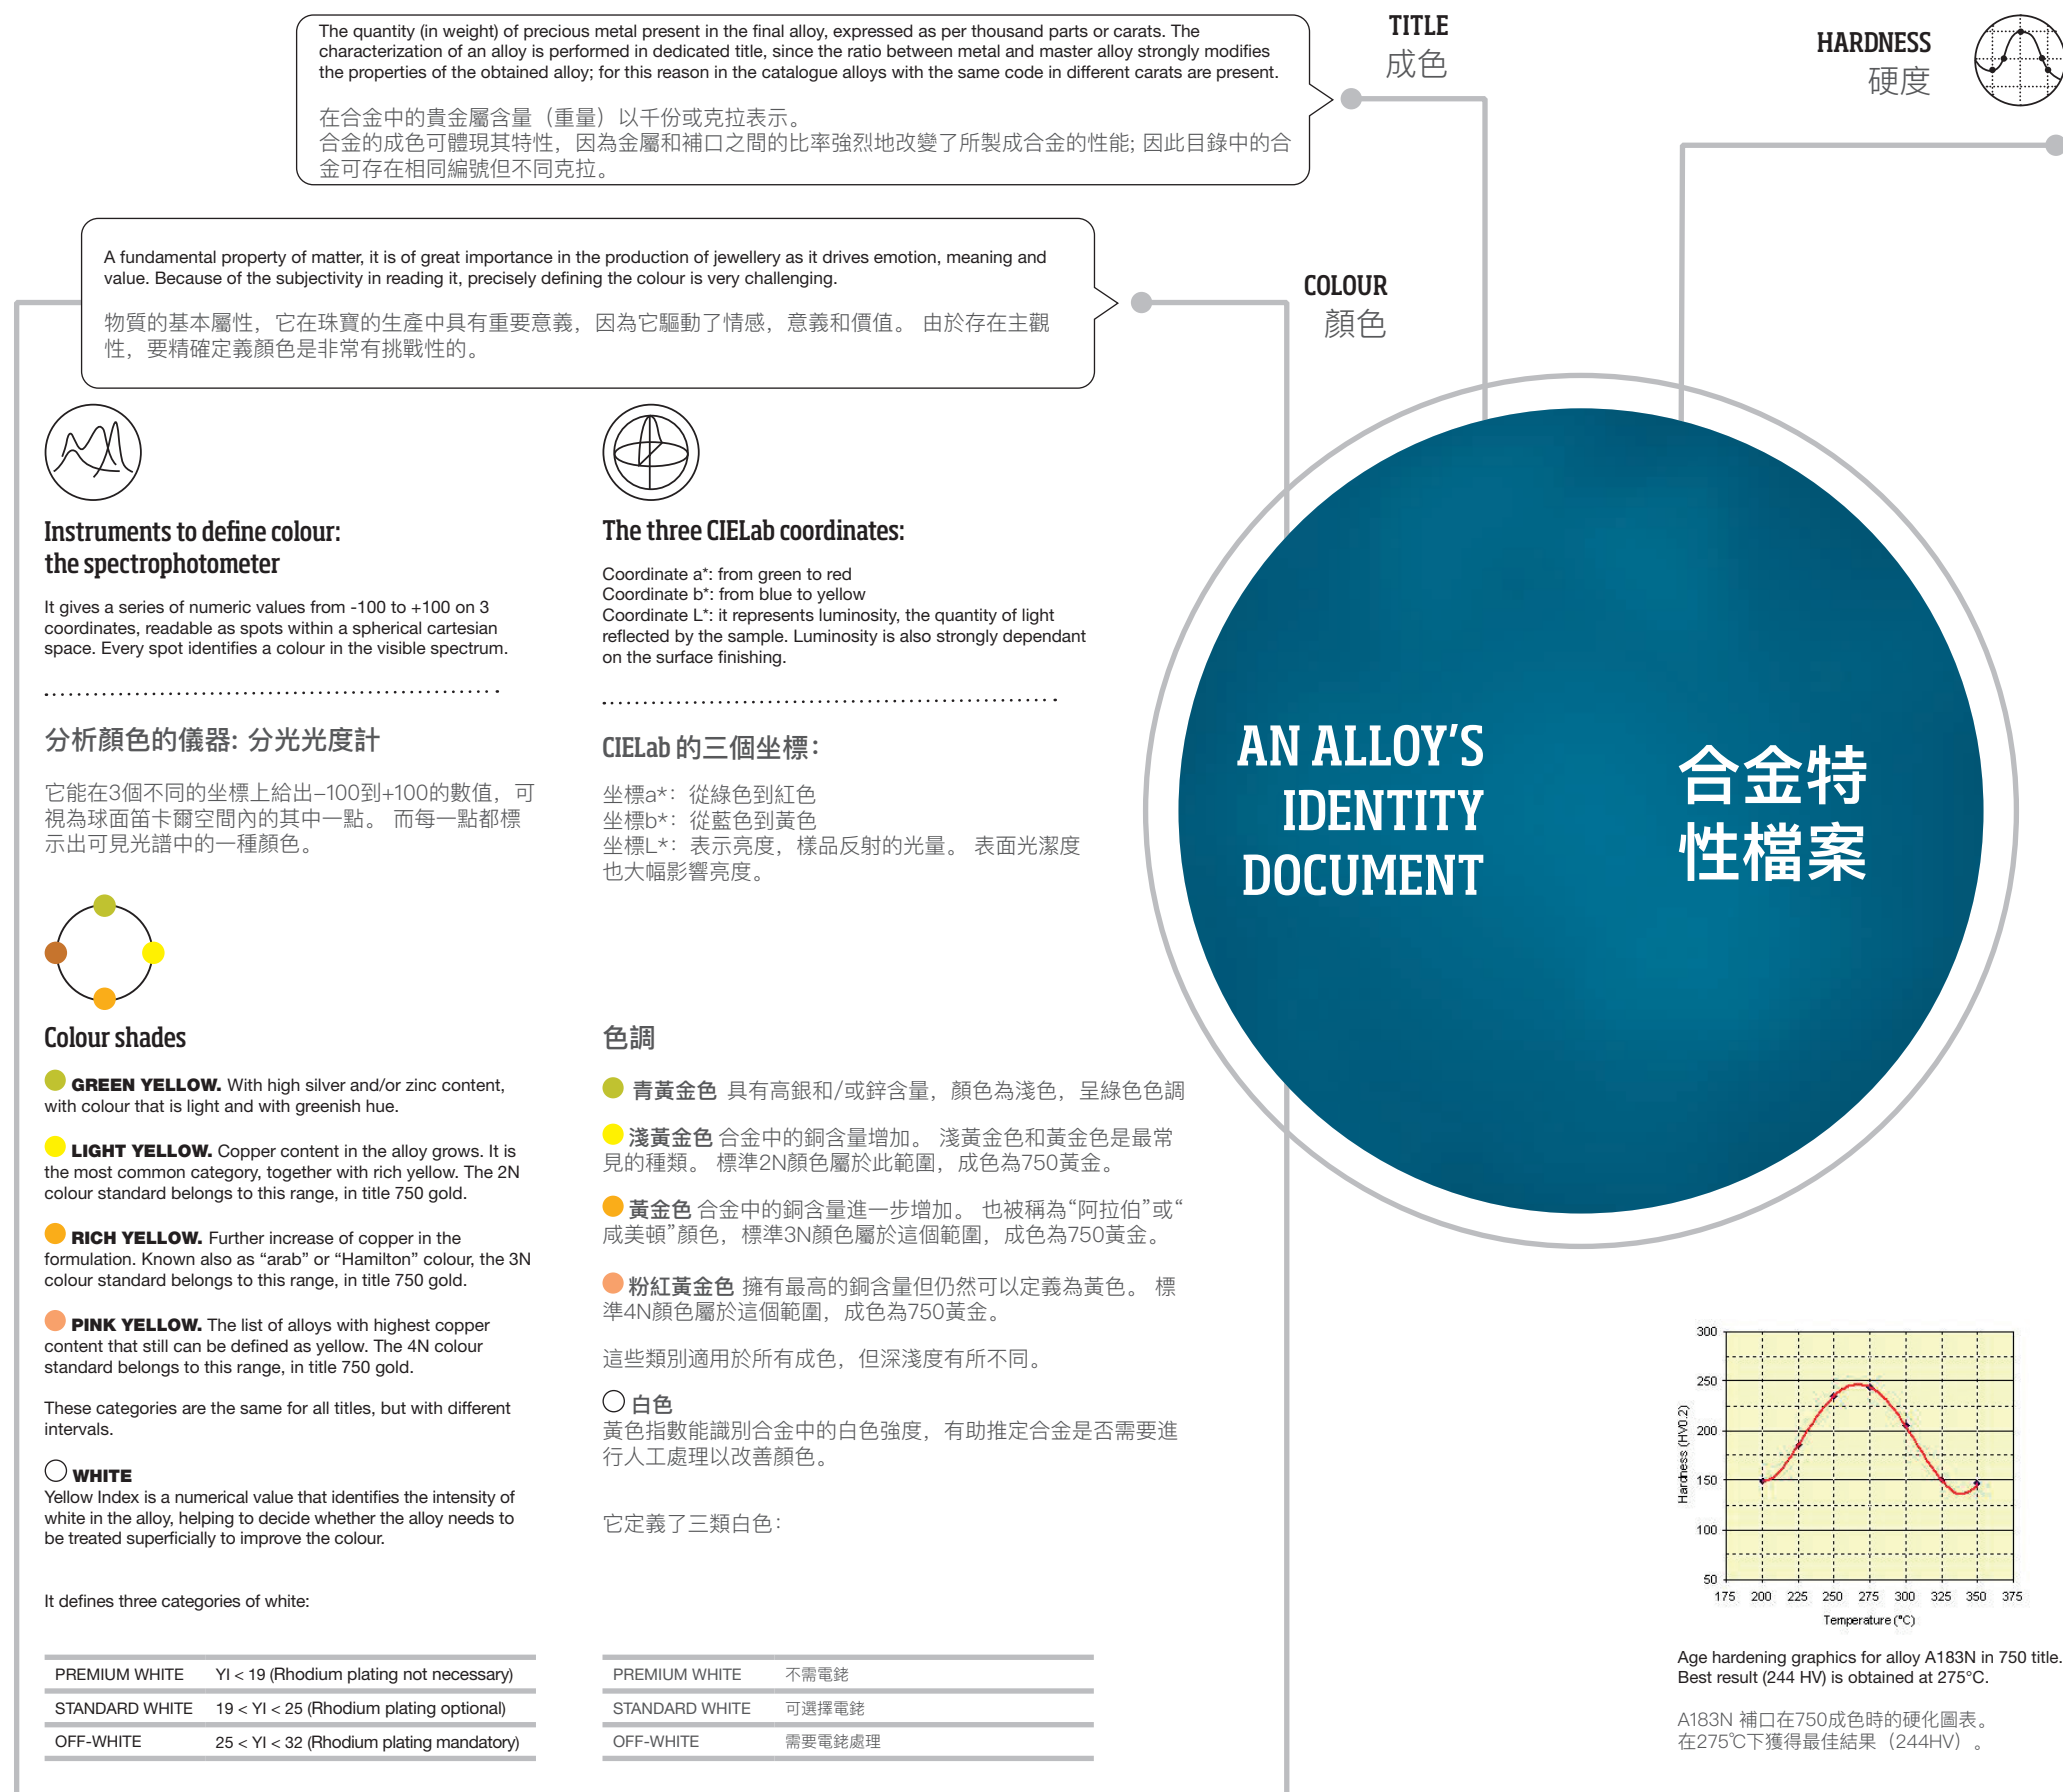 The quantity (in weight) of precious metal present in the final alloy, expressed as per thousand parts or carats. The
characterization of an alloy is performed in dedicated title, since the ratio between metal and master alloy strongly modifies
the properties of the obtained alloy; for this reason in the catalogue alloys with the same code in different carats are present.
在合金中的貴金屬含量（重量）以千份或克拉表示。
合金的成色可體現其特性，因為金屬和補口之間的比率強烈地改變了所製成合金的性能; 因此目錄中的合
金可存在相同編號但不同克拉。
TITLE
成色
HARDNESS
硬度
A fundamental property of matter, it is of great importance in the production of jewellery as it drives emotion, meaning and
value. Because of the subjectivity in reading it, precisely defining the colour is very challenging.
物質的基本屬性，它在珠寶的生產中具有重要意義，因為它驅動了情感，意義和價值。 由於存在主觀
性，要精確定義顏色是非常有挑戰性的。
COLOUR
顏色
Instruments to define colour:
the spectrophotometer
It gives a series of numeric values from -100 to +100 on 3
coordinates, readable as spots within a spherical cartesian
space. Every spot identifies a colour in the visible spectrum.
分析顏色的儀器: 分光光度計
它能在3個不同的坐標上給出–100到+100的數值，可
視為球面笛卡爾空間內的其中一點。 而每一點都標
示出可見光譜中的一種顏色。
The three CIELab coordinates:
Coordinate a*: from green to red
Coordinate b*: from blue to yellow
Coordinate L*: it represents luminosity, the quantity of light
reflected by the sample. Luminosity is also strongly dependant
on the surface finishing.
CIELab 的三個坐標：
坐標a*：從綠色到紅色
坐標b*：從藍色到黃色
坐標L*：表示亮度，樣品反射的光量。 表面光潔度
也大幅影響亮度。
AN ALLOY'S
IDENTITY
DOCUMENT
合金特
性檔案
Colour shades
GREEN YELLOW. With high silver and/or zinc content,
with colour that is light and with greenish hue.
LIGHT YELLOW. Copper content in the alloy grows. It is
the most common category, together with rich yellow. The 2N
colour standard belongs to this range, in title 750 gold.
RICH YELLOW. Further increase of copper in the
formulation. Known also as “arab” or “Hamilton” colour, the 3N
colour standard belongs to this range, in title 750 gold.
PINK YELLOW. The list of alloys with highest copper
content that still can be defined as yellow. The 4N colour
standard belongs to this range, in title 750 gold.
These categories are the same for all titles, but with different
intervals.
WHITE
Yellow Index is a numerical value that identifies the intensity of
white in the alloy, helping to decide whether the alloy needs to
be treated superficially to improve the colour.
It defines three categories of white:
PREMIUM WHITE YI < 19 (Rhodium plating not necessary)
STANDARD WHITE 19 < YI < 25 (Rhodium plating optional)
OFF-WHITE 25 < YI < 32 (Rhodium plating mandatory)
色調
青黃金色 具有高銀和/或鋅含量，顏色為淺色，呈綠色色調
淺黃金色 合金中的銅含量增加。 淺黃金色和黃金色是最常
見的種類。 標準2N顏色屬於此範圍，成色為750黃金。
黃金色 合金中的銅含量進一步增加。 也被稱為“阿拉伯”或“
咸美頓”顏色，標準3N顏色屬於這個範圍，成色為750黃金。
粉紅黃金色 擁有最高的銅含量但仍然可以定義為黃色。 標
準4N顏色屬於這個範圍，成色為750黃金。
這些類別適用於所有成色，但深淺度有所不同。
白色
黃色指數能識別合金中的白色強度，有助推定合金是否需要進
行人工處理以改善顏色。
它定義了三類白色：
PREMIUM WHITE 不需電銠
STANDARD WHITE 可選擇電銠
OFF-WHITE 需要電銠處理
Hardness (HV0.2)
300
250
200
150
100
50
175 200 225 250 275 300 325 350 375
Temperature (°C)
Age hardening graphics for alloy A183N in 750 title.
Best result (244 HV) is obtained at 275°C.
A183N 補口在750成色時的硬化圖表。
在275℃下獲得最佳結果（244HV）。